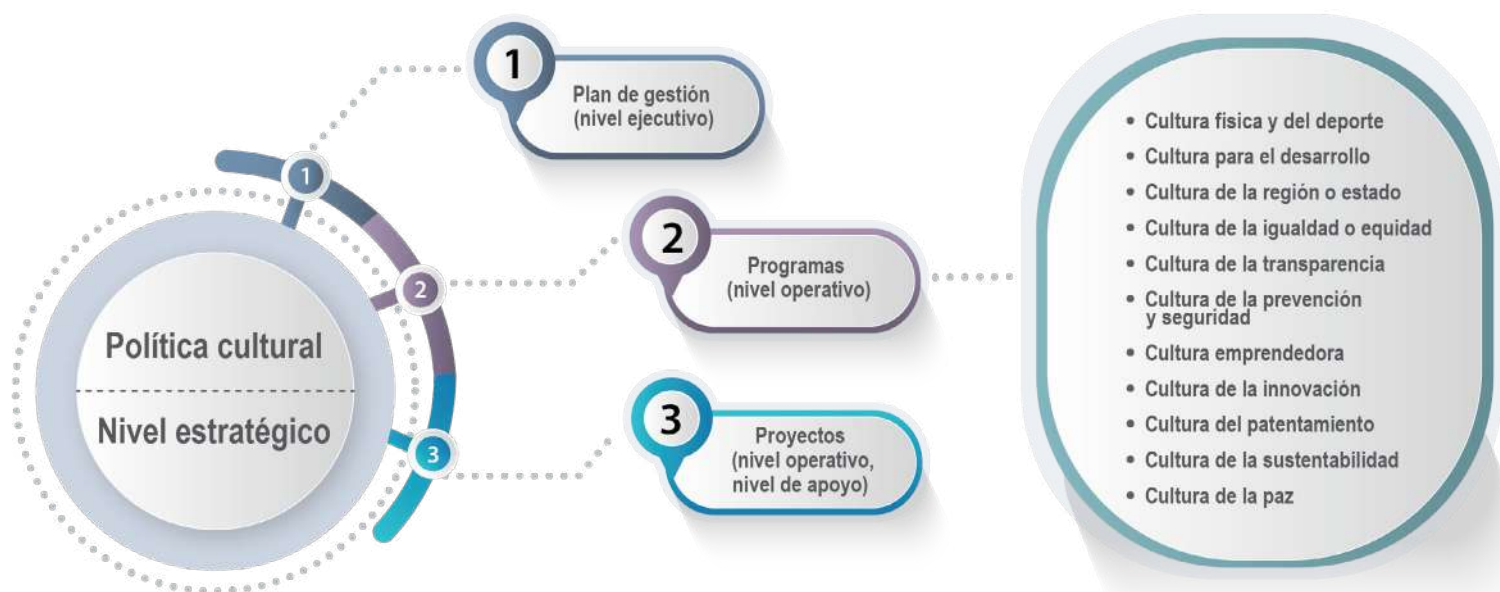 Política cultural
Nivel estratégico
1
2
3
1
Plan de gestión
(nivel ejecutivo)
2
Programas
(nivel operativo)
3
Proyectos
(nivel operativo,
nivel de apoyo)
• Cultura física y del deporte
• Cultura para el desarrollo
• Cultura de la región o estado
• Cultura de la igualdad o equidad
• Cultura de la transparencia
• Cultura de la prevención
y seguridad
• Cultura emprendedora
• Cultura de la innovación
• Cultura del patentamiento
• Cultura de la sustentabilidad
• Cultura de la paz